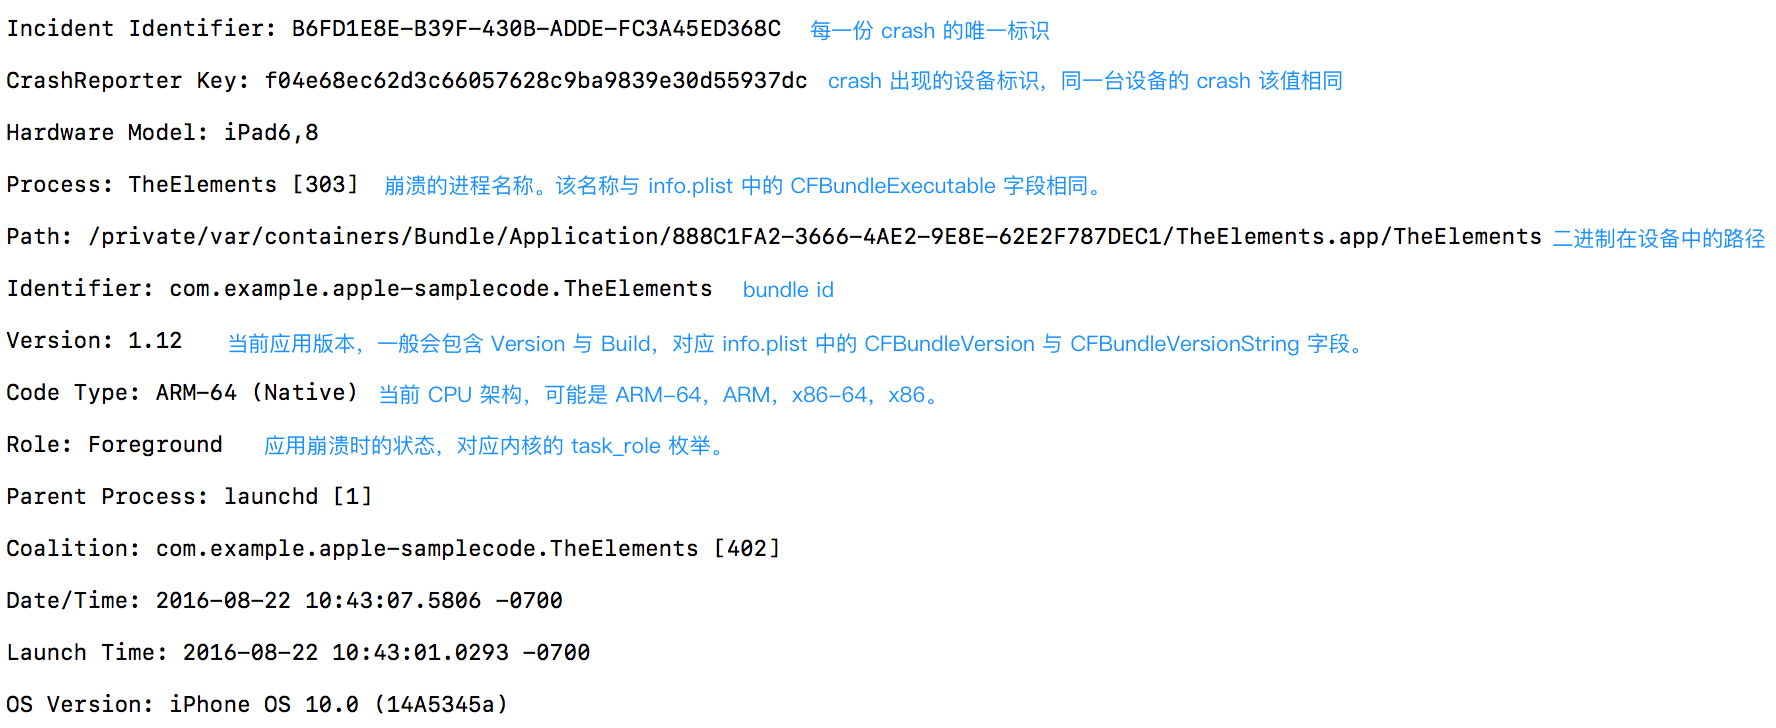 Incident Identifier: B6FD1E8E-B39F-430B-ADDE-FC3A45ED368C 每一份 crash 的唯一标识
CrashReporter Key: f04e68ec62d3c66057628c9ba9839e30d55937dc crash 出现的设备标识，同一台设备的 crash 该值相同
Hardware Model: iPad6,8
Process: TheElements [303] 崩溃的进程名称。该名称与 info.plist 中的 CFBundleExecutable 字段相同。
Path: /private/var/containers/Bundle/Application/888C1FA2-3666-4AE2-9E8E-62E2F787DEC1/TheElements.app/TheElements 二进制在设备中的路径
Identifier: com.example.apple-samplecode.TheElements bundle id
Version: 1.12 当前应用版本，一般会包含 Version 与 Build，对应 info.plist 中的 CFBundleVersion 与 CFBundleVersionString 字段。
Code Type: ARM-64 (Native) 当前 CPU 架构，可能是 ARM-64，ARM，x86-64，x86。
Role: Foreground 应用崩溃时的状态，对应内核的 task_role 枚举。
Parent Process: launchd [1]
Coalition: com.example.apple-samplecode.TheElements [402]
Date/Time: 2016-08-22 10:43:07.5806 -0700
Launch Time: 2016-08-22 10:43:01.0293 -0700
OS Version: iPhone OS 10.0 (14A5345a)